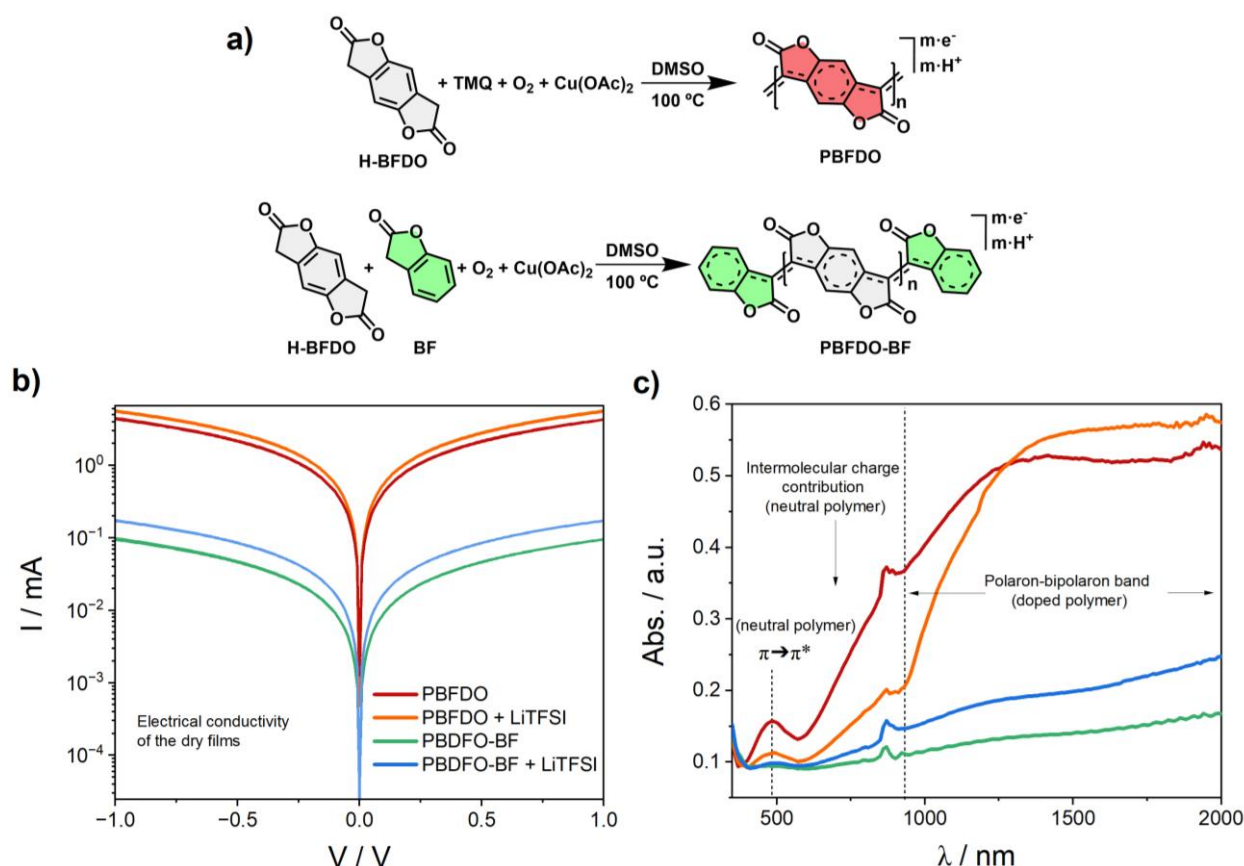 a)
O
O
O
O
H-BFDO
+ TMQ + O2 + Cu(OAc)2
DMSO
100 ºC
O
O
O
O
n
m·e-
m·H+
PBFDO
O
O
O
O
H-BFDO
+
O
O
BF
+ O2 + Cu(OAc)2
DMSO
100 ºC
O
O
O
O
O
O
O
O
n
m·e-
m·H+
PBFDO-BF
b)
I / mA
10^0
10^-1
10^-2
10^-3
10^-4
Electrical conductivity
of the dry films
PBFDO
PBFDO + LiTFSI
PBDFO-BF
PBDFO-BF + LiTFSI
−1.0
−0.5
0.0
0.5
1.0
V / V
c)
Abs. / a.u.
0.6
0.5
0.4
0.3
0.2
0.1
Intermolecular charge
contribution
(neutral polymer)
(neutral polymer)
π→π*
Polaron-bipolaron band
(doped polymer)
500
1000
1500
2000
λ / nm